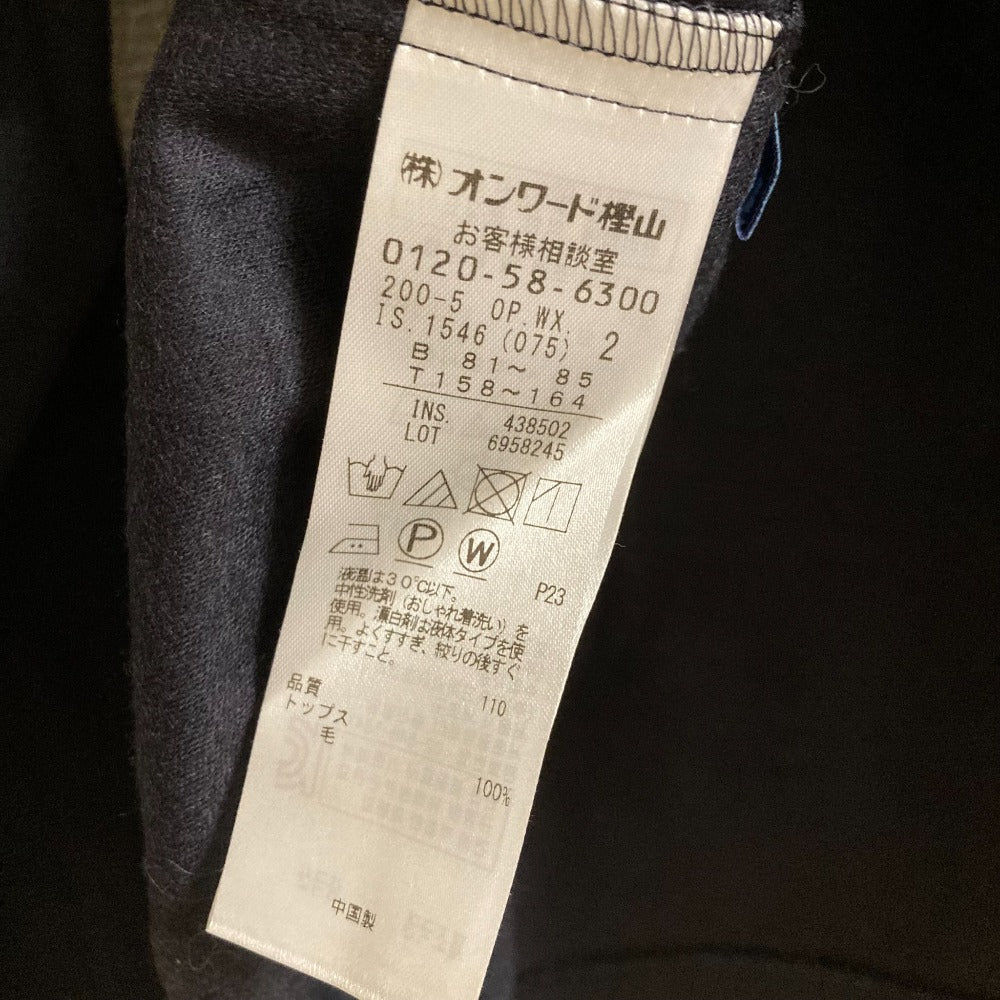 (株)オンワード樫山
お客様相談室
0120-58-6300
200-5 OP.WX. 2
IS.1546 (075)
B 81～ 85
T158～164
INS. 438502
LOT 6958245
P
W
P23
液温は30℃以下。
中性洗剤（おしゃれ着洗い）を
使用。漂白剤は液体タイプを使
用。よくすすぎ、絞りの後すぐ
に干すこと。
110
品質
トップス
毛
100%
中国製